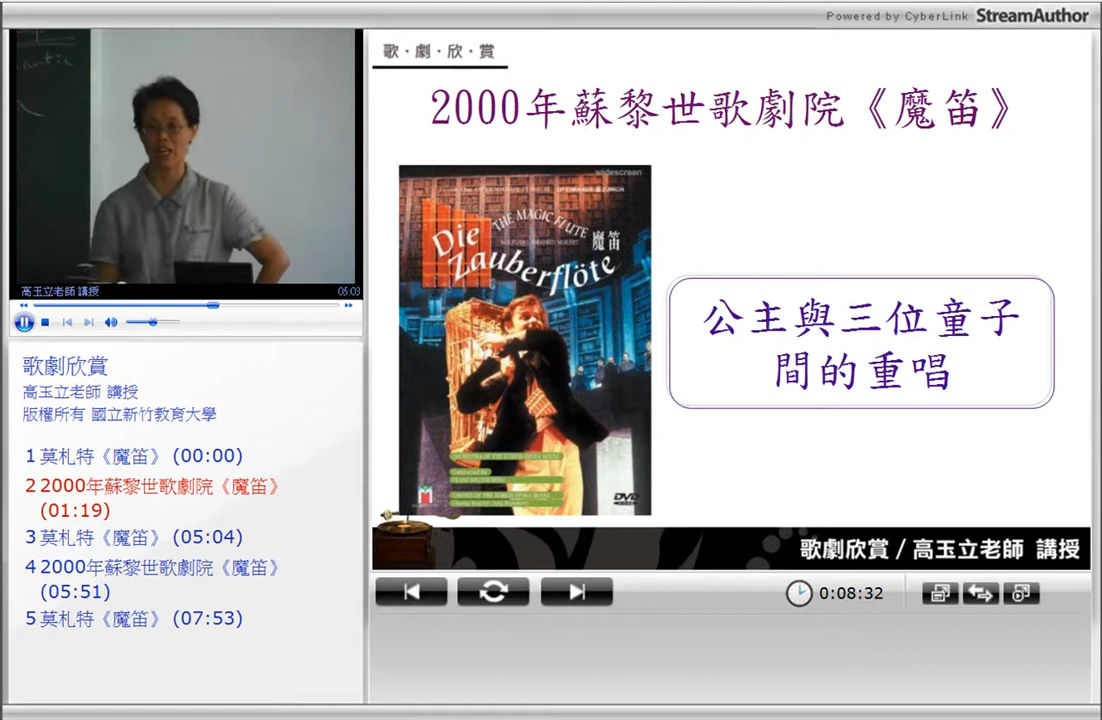 Powered by CyberLink StreamAuthor
歌・劇・欣・賞
2000年蘇黎世歌劇院《魔笛》
widescreen
Die
Zauberflöte
THE MAGIC FLUTE
魔笛
公主與三位童子
間的重唱
DVD
高玉立老師 講授
05:03
歌劇欣賞
高玉立老師 講授
版權所有 國立新竹教育大學
1 莫札特《魔笛》 (00:00)
2 2000年蘇黎世歌劇院《魔笛》
(01:19)
3 莫札特《魔笛》 (05:04)
4 2000年蘇黎世歌劇院《魔笛》
(05:51)
5 莫札特《魔笛》 (07:53)
歌劇欣賞 / 高玉立老師 講授
0:08:32